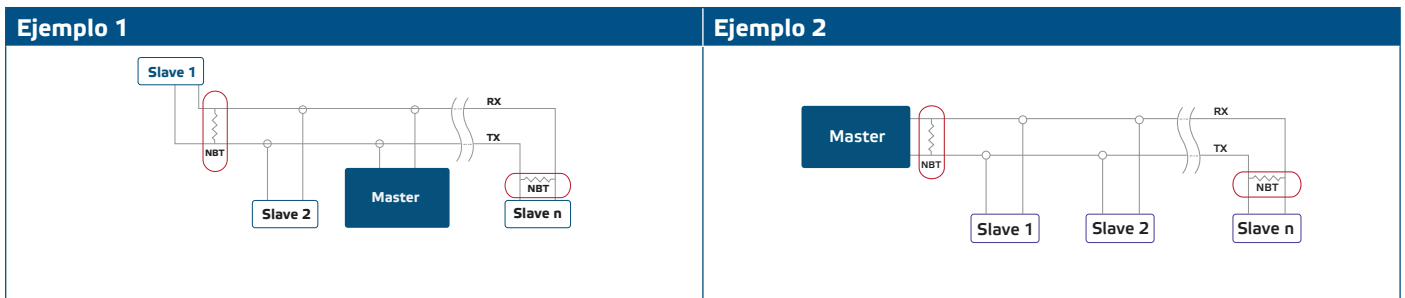 Ejemplo 1
Slave 1
RX
TX
NBT
NBT
Master
Slave 2
Slave n
Ejemplo 2
RX
Master
TX
NBT
NBT
Slave 1
Slave 2
Slave n